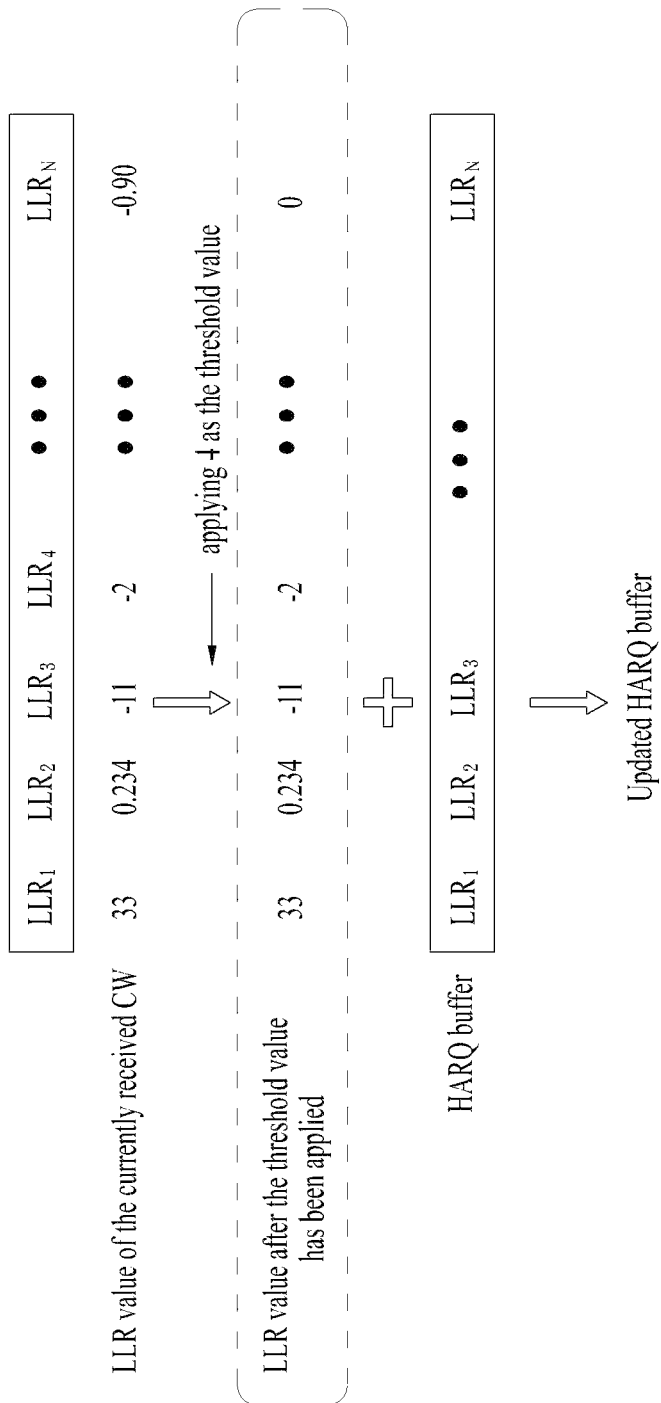 LLR₁ LLR₂ LLR₃ LLR₄ ••• LLR_N
LLR value of the currently received CW 33 0.234 -11 -2 ••• -0.90
applying 4 as the threshold value
LLR value after the threshold value
has been applied
33 0.234 -11 -2 ••• 0
HARQ buffer LLR₁ LLR₂ LLR₃ ••• LLR_N
Updated HARQ buffer